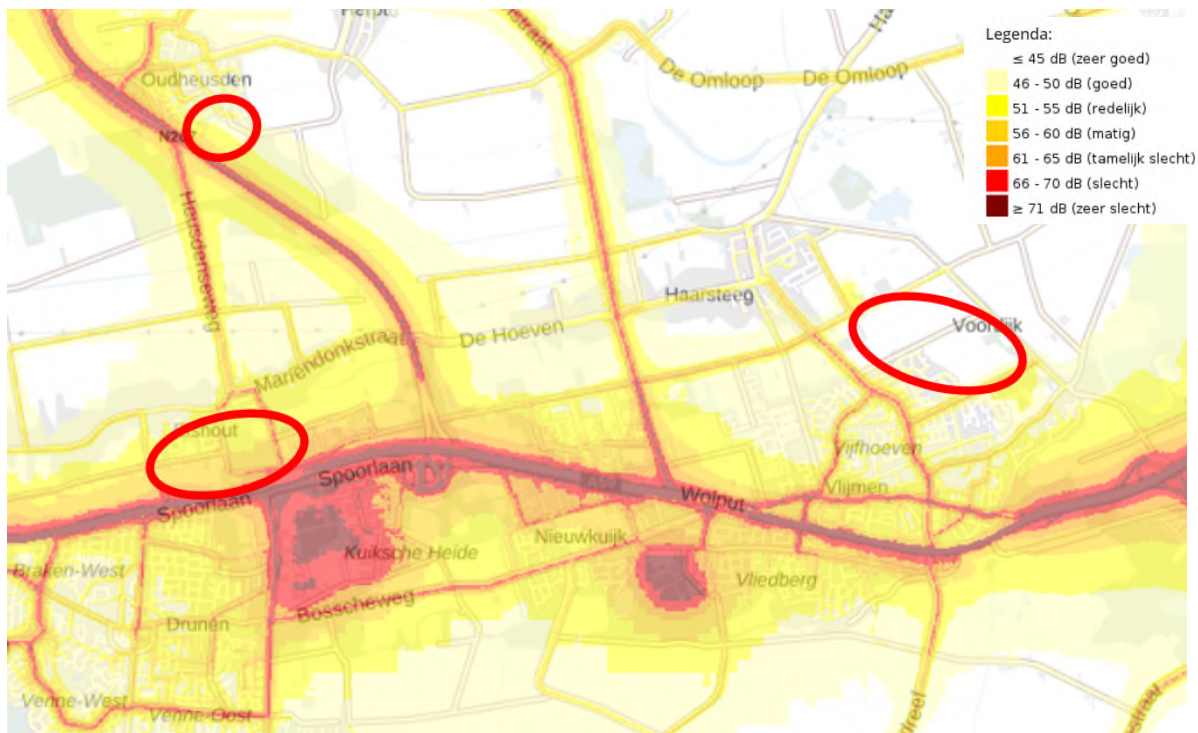 Legenda:
≤ 45 dB (zeer goed)
46 - 50 dB (goed)
51 - 55 dB (redelijk)
56 - 60 dB (matig)
61 - 65 dB (tamelijk slecht)
66 - 70 dB (slecht)
≥ 71 dB (zeer slecht)
Oudheusden
De Omloop
De Omloop
Heusdenseweg
Haarsteeg
De Hoeven
Mariëndonkstraat
Voordijk
Spoorlaan
Spoorlaan
Wolput
Vijfhoeven
Vlijmen
Nieuwkuijk
Kuiksche Heide
Vliedberg
Braken-West
Bosscheweg
Drunen
Venne-West
Venne-Oost